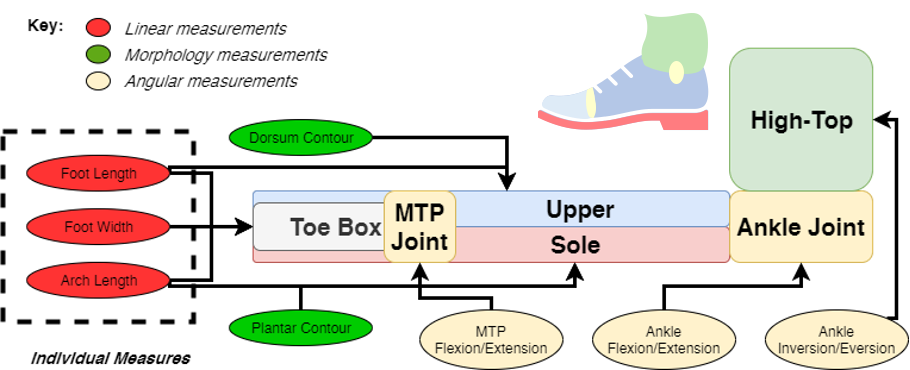 Key:
Linear measurements
Morphology measurements
Angular measurements
High-Top
Dorsum Contour
Foot Length
Foot Width
Arch Length
Toe Box
MTP
Joint
Upper
Sole
Ankle Joint
Plantar Contour
MTP
Flexion/Extension
Ankle
Flexion/Extension
Ankle
Inversion/Eversion
Individual Measures